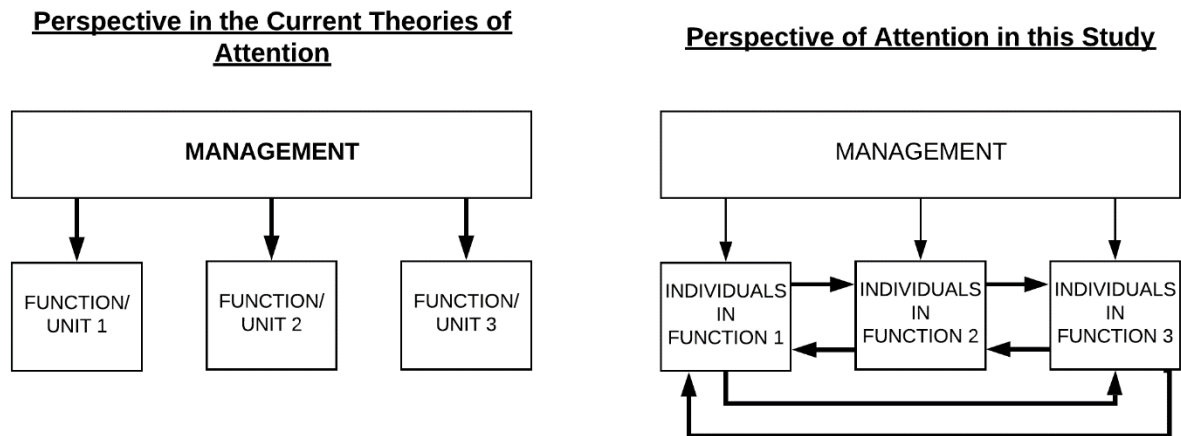 Perspective in the Current Theories of
Attention
MANAGEMENT
FUNCTION/
UNIT 1
FUNCTION/
UNIT 2
FUNCTION/
UNIT 3
Perspective of Attention in this Study
MANAGEMENT
INDIVIDUALS
IN
FUNCTION 1
INDIVIDUALS
IN
FUNCTION 2
INDIVIDUALS
IN
FUNCTION 3